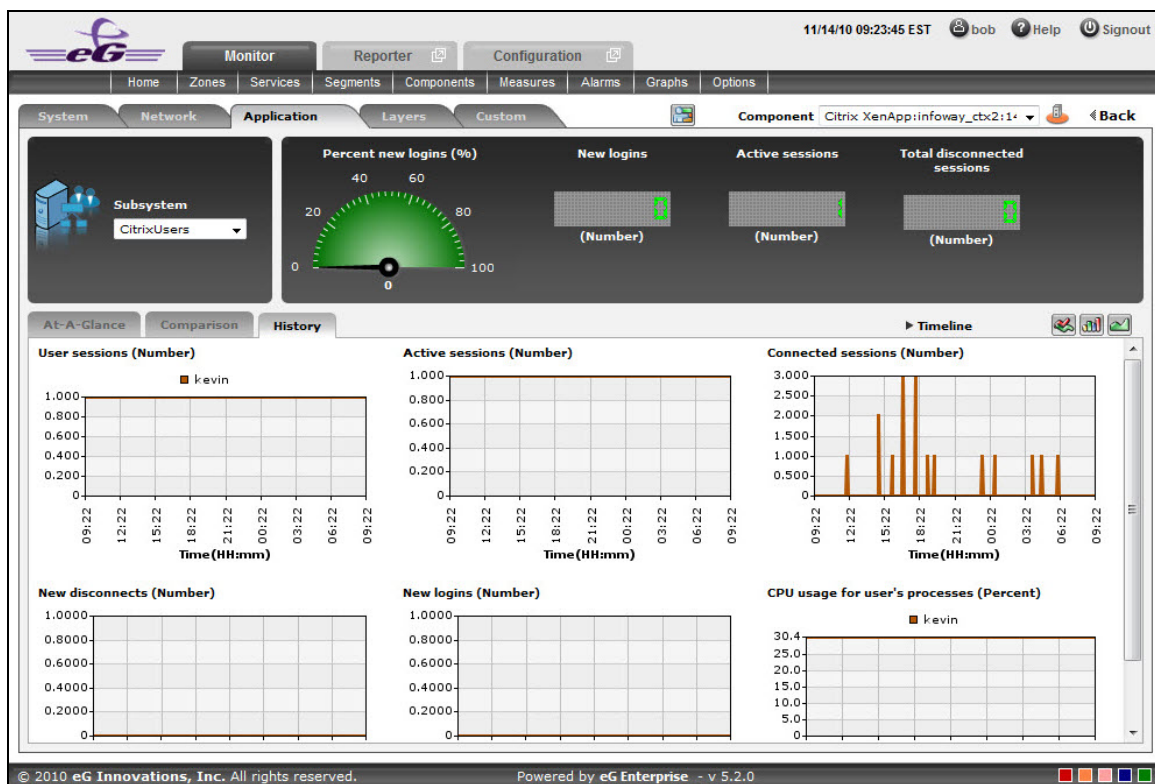 eG
11/14/10 09:23:45 EST bob ? Help Signout
Monitor Reporter Configuration
Home Zones Services Segments Components Measures Alarms Graphs Options
System Network Application Layers Custom Component Citrix XenApp:infoway_ctx2:1 Back
Subsystem
CitrixUsers
Percent new logins (%)
0 20 40 60 80 100
0
New logins
0
(Number)
Active sessions
1
(Number)
Total disconnected
sessions
0
(Number)
At-A-Glance Comparison History Timeline
User sessions (Number)
kevin
1.000
0.800
0.600
0.400
0.200
0
09:22 12:22 15:22 18:22 21:22 00:22 03:22 06:22 09:22
Time(HH:mm)
Active sessions (Number)
1.000
0.800
0.600
0.400
0.200
0
09:22 12:22 15:22 18:22 21:22 00:22 03:22 06:22 09:22
Time(HH:mm)
Connected sessions (Number)
3.000
2.500
2.000
1.500
1.000
0.500
0
09:22 12:22 15:22 18:22 21:22 00:22 03:22 06:22 09:22
Time(HH:mm)
New disconnects (Number)
1.0000
0.8000
0.6000
0.4000
0.2000
0
New logins (Number)
1.0000
0.8000
0.6000
0.4000
0.2000
0
CPU usage for user's processes (Percent)
kevin
30.4
25.0
20.0
15.0
10.0
5.0
0
© 2010 eG Innovations, Inc. All rights reserved. Powered by eG Enterprise - v 5.2.0